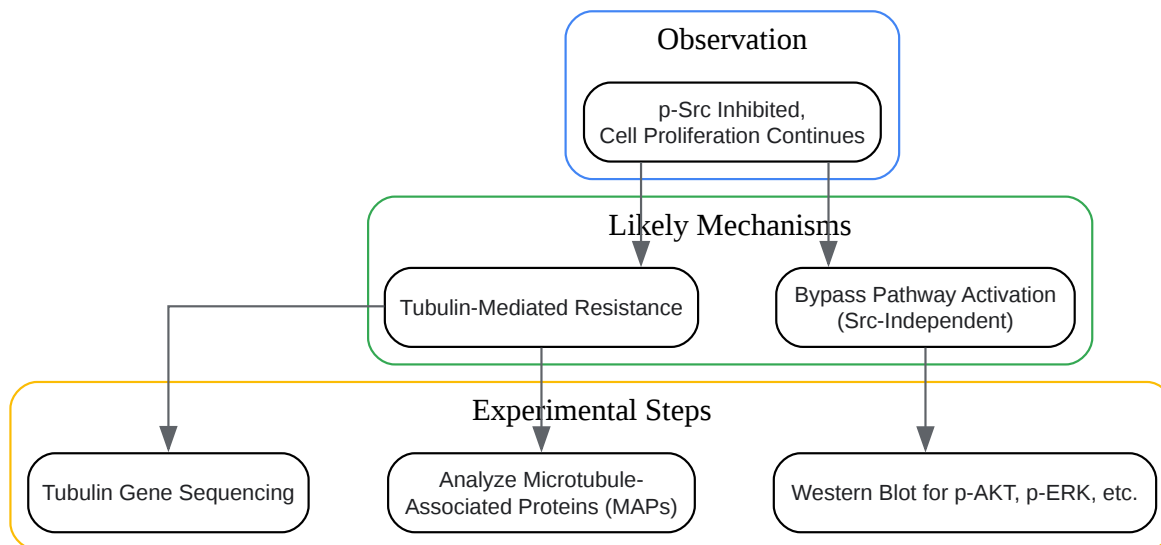 Observation
p-Src Inhibited,
Cell Proliferation Continues
Likely Mechanisms
Tubulin-Mediated Resistance
Bypass Pathway Activation
(Src-Independent)
Experimental Steps
Tubulin Gene Sequencing
Analyze Microtubule-
Associated Proteins (MAPs)
Western Blot for p-AKT, p-ERK, etc.